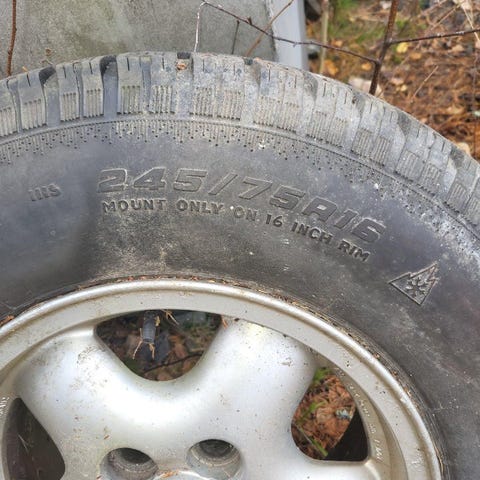 111S 245/75R16
MOUNT ONLY ON 16 INCH RIM